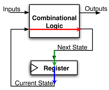 Inputs
Outputs
Combinational
Logic
Next State
Register
Current State